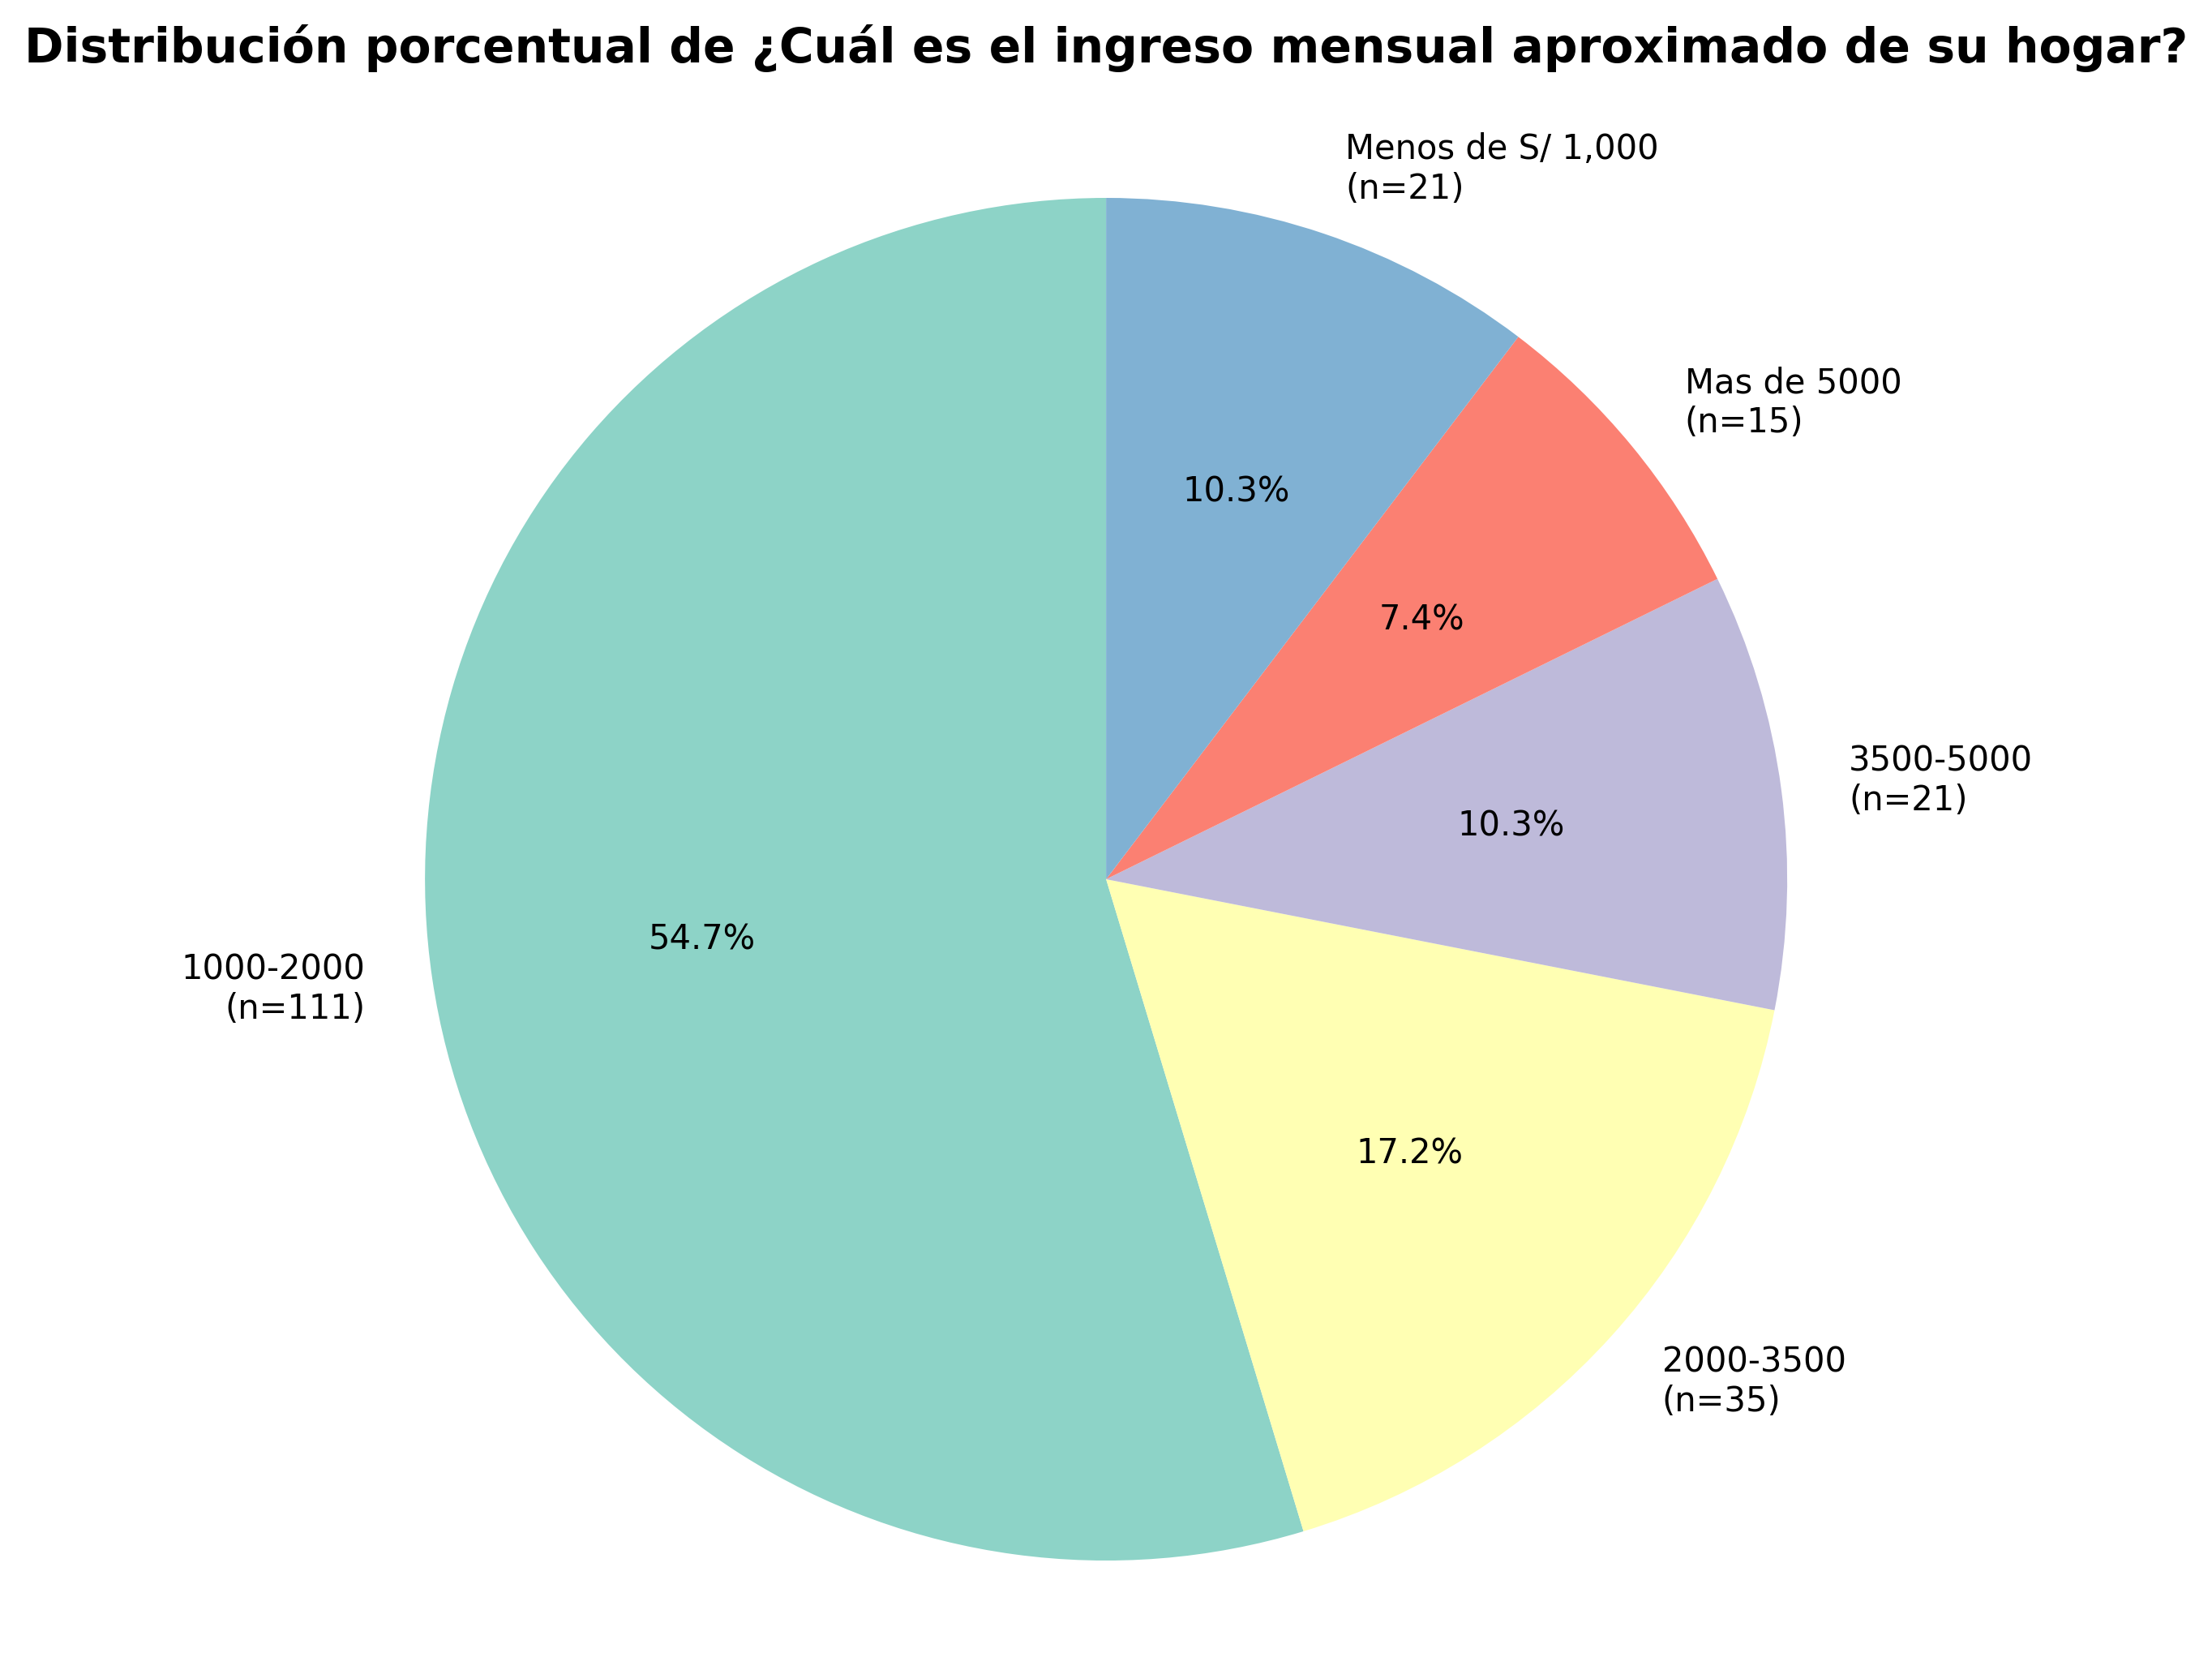 Distribución porcentual de ¿Cuál es el ingreso mensual aproximado de su hogar?
Menos de S/ 1,000
(n=21)
Mas de 5000
(n=15)
10.3%
7.4%
3500-5000
(n=21)
10.3%
54.7%
1000-2000
(n=111)
17.2%
2000-3500
(n=35)